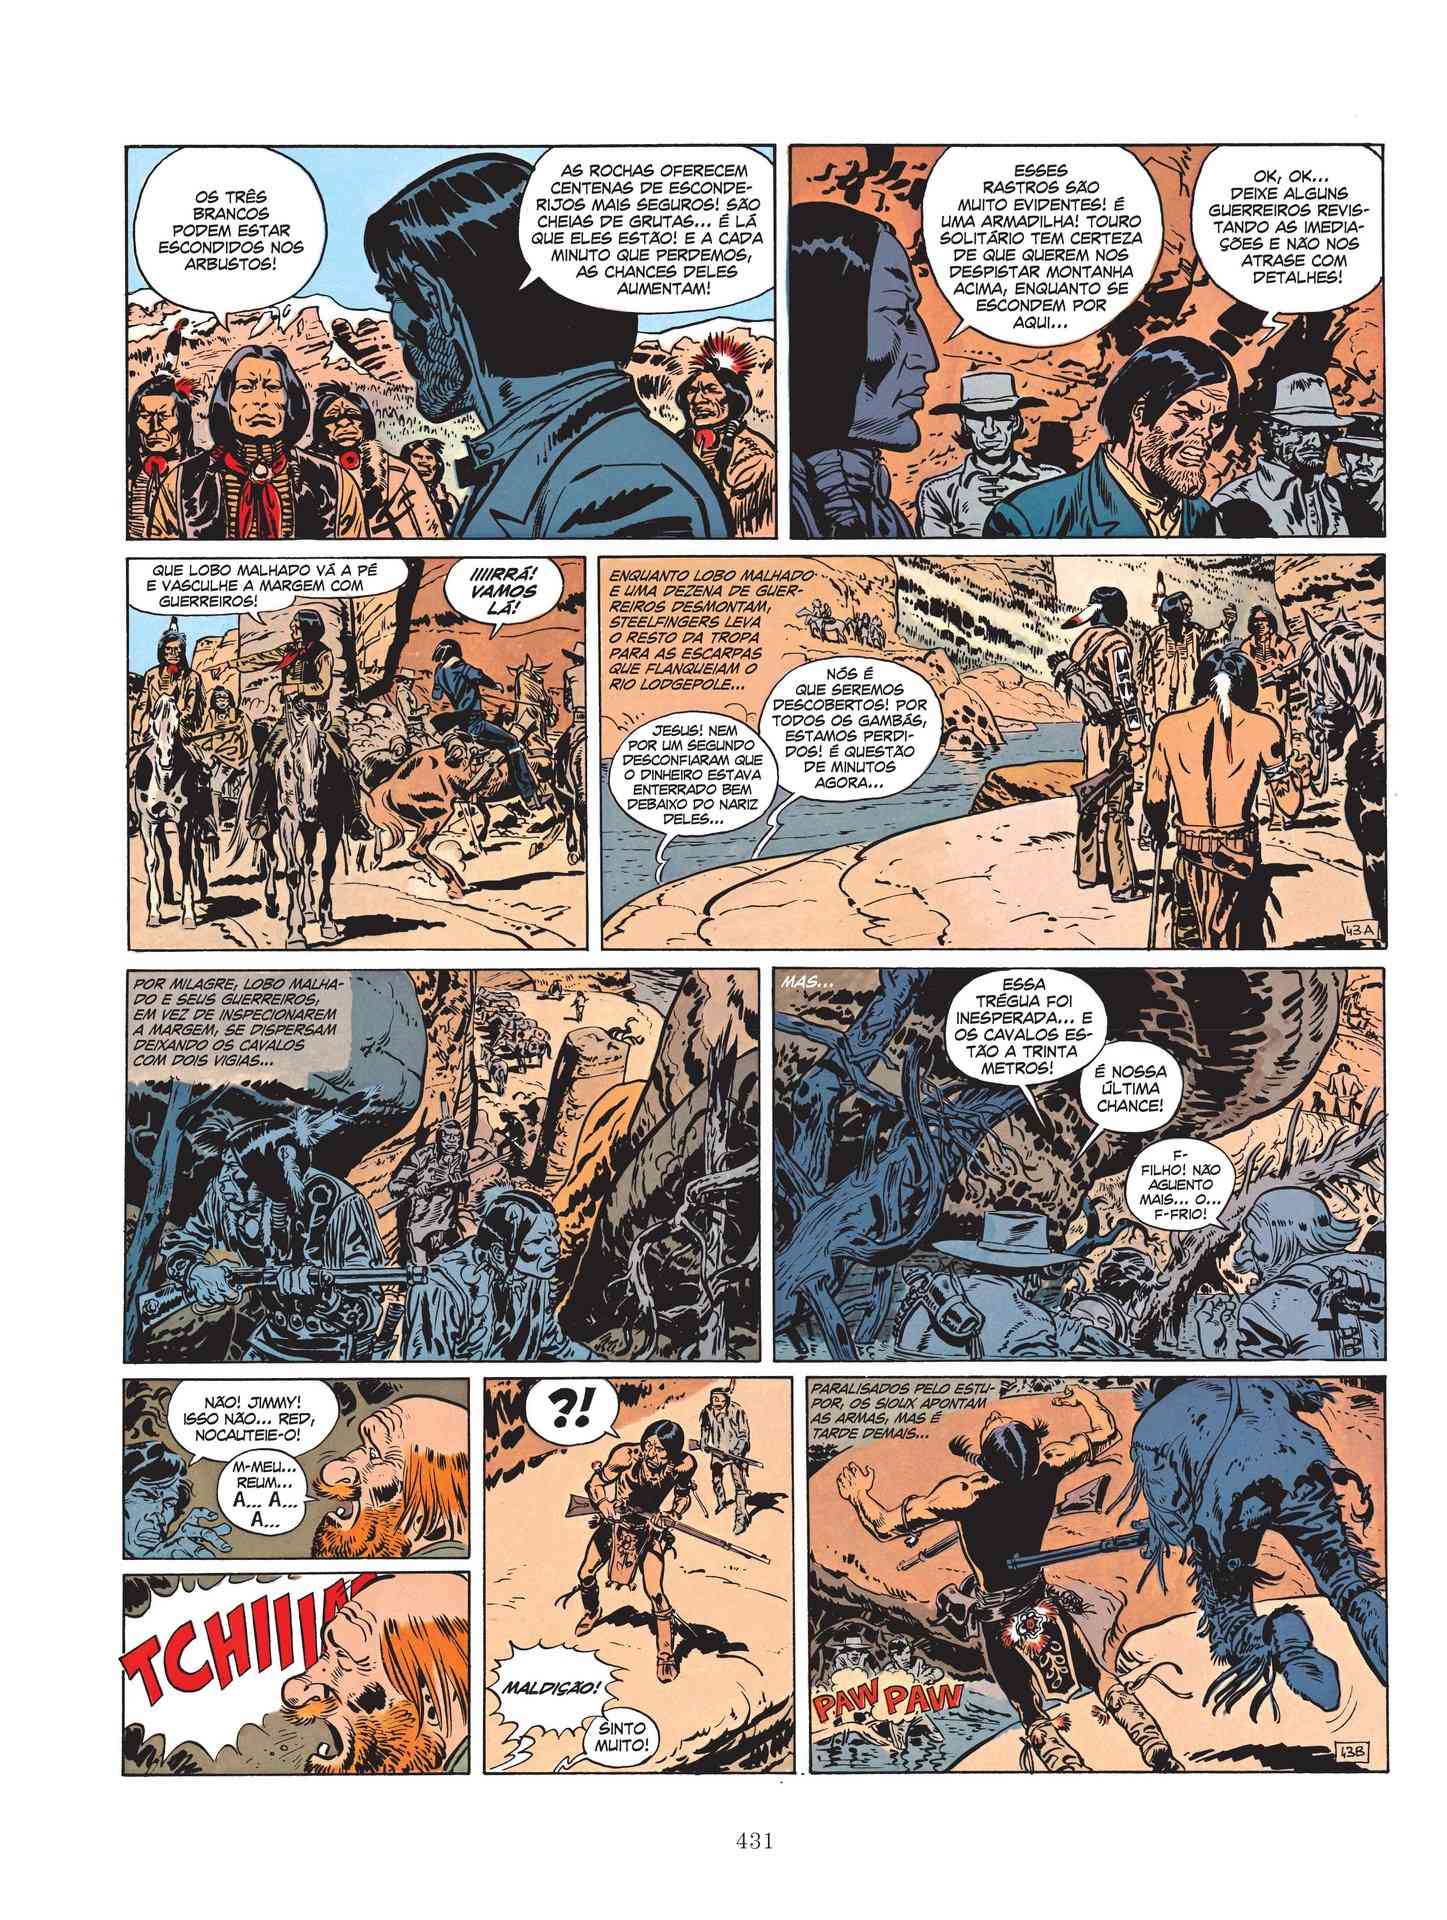 OS TRÊS
BRANCOS
PODEM ESTAR
ESCONDIDOS NOS
ARBUSTOS!
AS ROCHAS OFERECEM
CENTENAS DE ESCONDE-
RIJOS MAIS SEGUROS! SÃO
CHEIAS DE GRUTAS... É LÁ
QUE ELES ESTÃO! E A CADA
MINUTO QUE PERDEMOS,
AS CHANCES DELES
AUMENTAM!
ESSES
RASTROS SÃO
MUITO EVIDENTES! É
UMA ARMADILHA! TOURO
SOLITÁRIO TEM CERTEZA
DE QUE QUEREM NOS
DESPISTAR MONTANHA
ACIMA, ENQUANTO SE
ESCONDEM POR
AQUI...
OK, OK...
DEIXE ALGUNS
GUERREIROS REVIS-
TANDO AS IMEDIA-
ÇÕES E NÃO NOS
ATRASE COM
DETALHES!
QUE LOBO MALHADO VÁ A PÉ
E VASCULHE A MARGEM COM
GUERREIROS!
IIIIRRÁ!
VAMOS
LÁ!
ENQUANTO LOBO MALHADO
E UMA DEZENA DE GUER-
REIROS DESMONTAM,
STEELFINGERS LEVA
O RESTO DA TROPA
PARA AS ESCARPAS
QUE FLANQUEIAM O
RIO LODGEPOLE...
JESUS! NEM
POR UM SEGUNDO
DESCONFIARAM QUE
O DINHEIRO ESTAVA
ENTERRADO BEM
DEBAIXO DO NARIZ
DELES...
NÓS É
QUE SEREMOS
DESCOBERTOS! POR
TODOS OS GAMBÁS,
ESTAMOS PERDI-
DOS! É QUESTÃO
DE MINUTOS
AGORA...
43A
POR MILAGRE, LOBO MALHA-
DO E SEUS GUERREIROS,
EM VEZ DE INSPECIONAREM
A MARGEM, SE DISPERSAM
DEIXANDO OS CAVALOS
COM DOIS VIGIAS...
MAS...
ESSA
TRÉGUA FOI
INESPERADA... E
OS CAVALOS ES-
TÃO A TRINTA
METROS!
É NOSSA
ÚLTIMA
CHANCE!
F-
FILHO! NÃO
AGUENTO
MAIS... O...
F-FRIO!
NÃO! JIMMY!
ISSO NÃO... RED,
NOCAUTEIE-O!
M-MEU...
REUM...
A... A...
A...
TCHIIIA
?!
MALDIÇÃO!
SINTO
MUITO!
PARALISADOS PELO ESTU-
POR, OS SIOUX APONTAM
AS ARMAS, MAS É
TARDE DEMAIS...
PAW PAW
43B
431